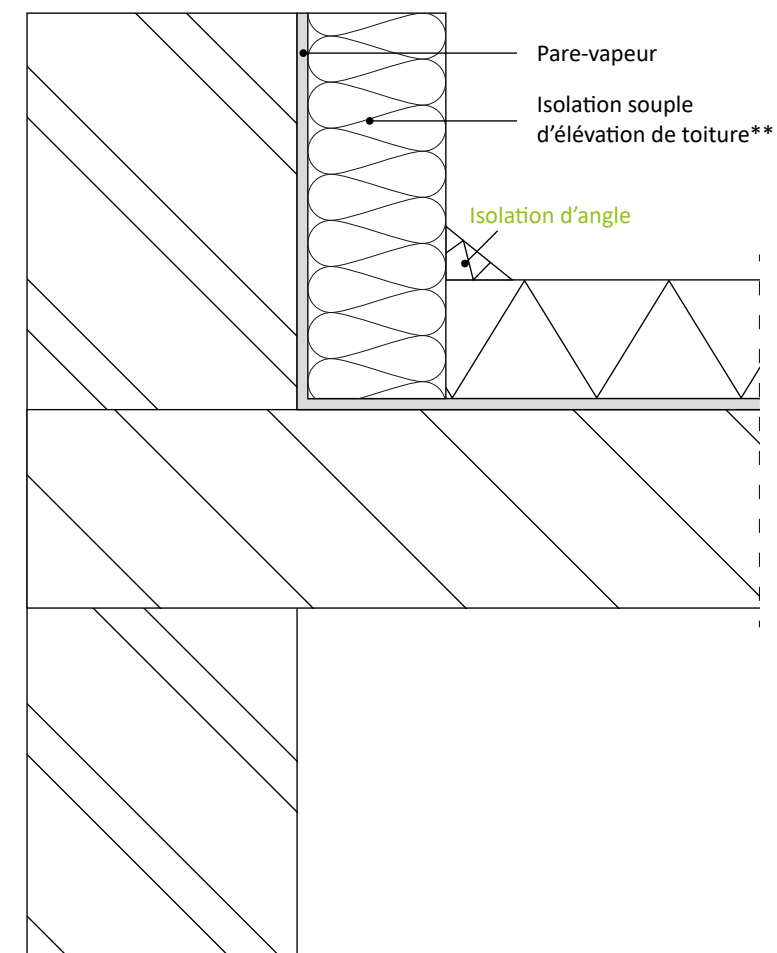 Pare-vapeur
Isolation souple
d’élévation de toiture**
Isolation d’angle